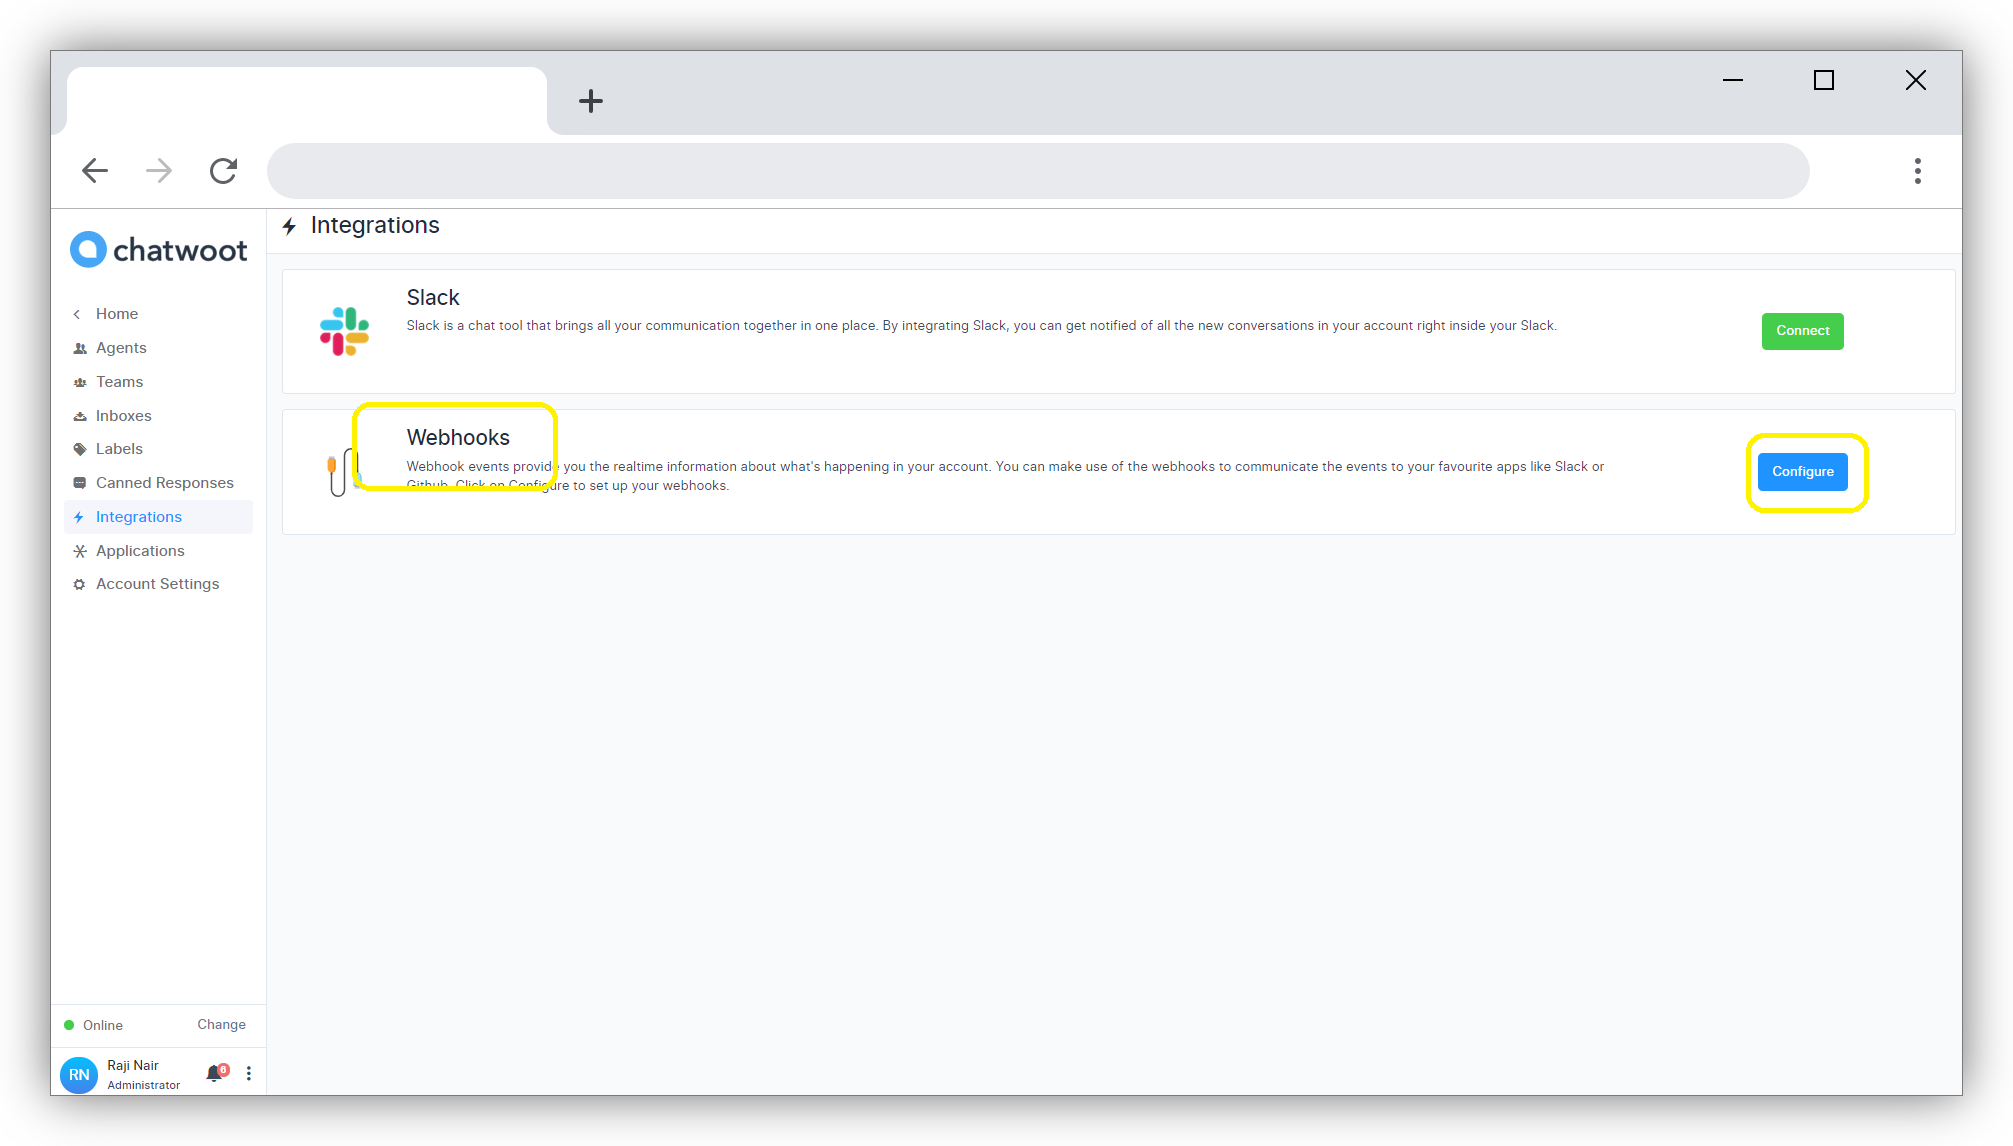 chatwoot
Integrations
Home
Agents
Teams
Inboxes
Labels
Canned Responses
Integrations
Applications
Account Settings
Slack
Slack is a chat tool that brings all your communication together in one place. By integrating Slack, you can get notified of all the new conversations in your account right inside your Slack.
Connect
Webhooks
Webhook events provide you the realtime information about what's happening in your account. You can make use of the webhooks to communicate the events to your favourite apps like Slack or
Github. Click on Configure to set up your webhooks.
Configure
Online Change
RN
Raji Nair
Administrator
6